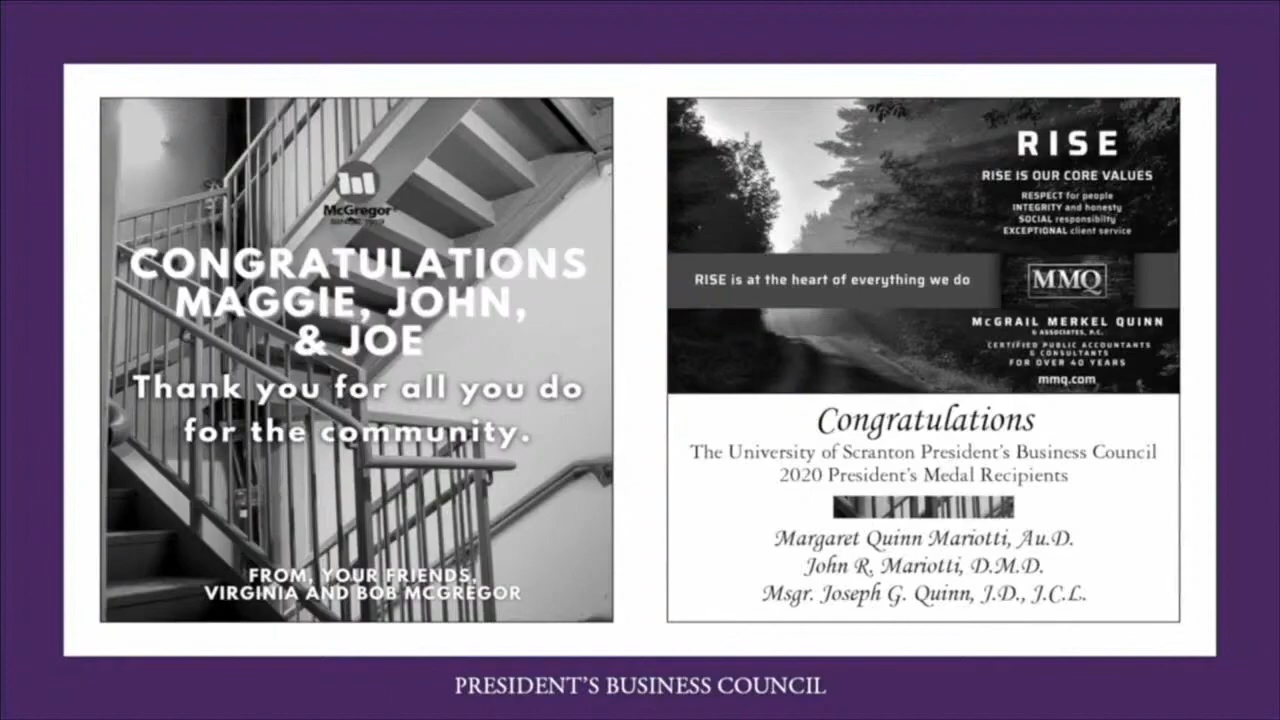 McGregor
CONGRATULATIONS
MAGGIE, JOHN,
& JOE
Thank you for all you do
for the community.
FROM, YOUR FRIENDS,
VIRGINIA AND BOB MCGREGOR
RISE
RISE IS OUR CORE VALUES
RESPECT for people
INTEGRITY and honesty
SOCIAL responsibilty
EXCEPTIONAL client service
RISE is at the heart of everything we do
MMQ
McGRAIL MERKEL QUINN
& ASSOCIATES, P.C.
CERTIFIED PUBLIC ACCOUNTANTS
& CONSULTANTS
FOR OVER 40 YEARS
mmq.com
Congratulations
The University of Scranton President's Business Council
2020 President's Medal Recipients
Margaret Quinn Mariotti, Au.D.
John R. Mariotti, D.M.D.
Msgr. Joseph G. Quinn, J.D., J.C.L.
PRESIDENT'S BUSINESS COUNCIL